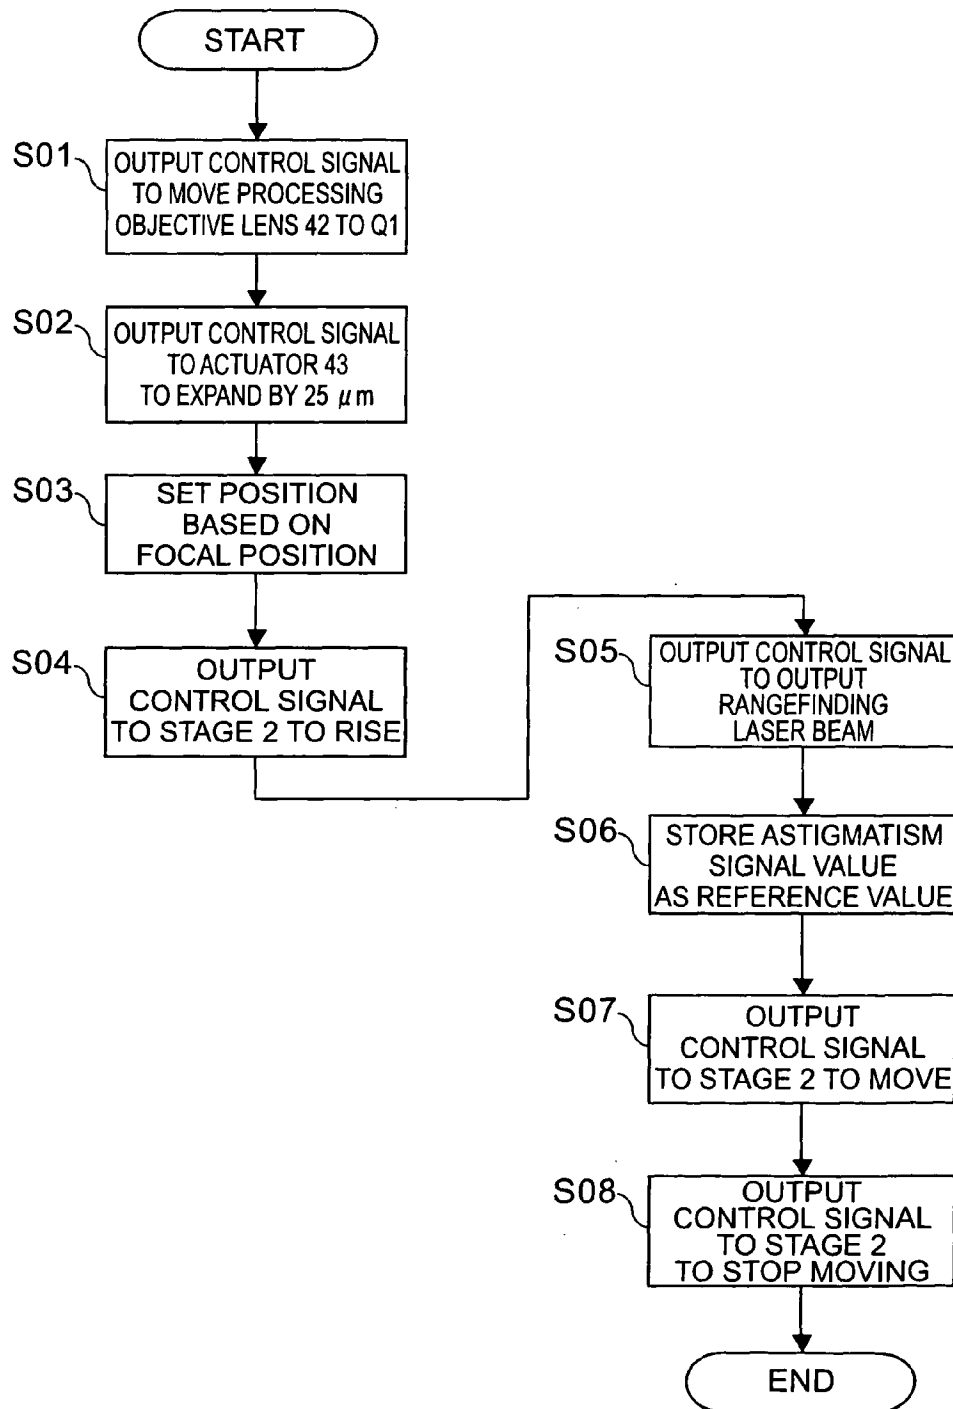 START
S01
OUTPUT CONTROL SIGNAL
TO MOVE PROCESSING
OBJECTIVE LENS 42 TO Q1
S02
OUTPUT CONTROL SIGNAL
TO ACTUATOR 43
TO EXPAND BY 25 μm
S03
SET POSITION
BASED ON
FOCAL POSITION
S04
OUTPUT
CONTROL SIGNAL
TO STAGE 2 TO RISE
S05
OUTPUT CONTROL SIGNAL
TO OUTPUT
RANGEFINDING
LASER BEAM
S06
STORE ASTIGMATISM
SIGNAL VALUE
AS REFERENCE VALUE
S07
OUTPUT
CONTROL SIGNAL
TO STAGE 2 TO MOVE
S08
OUTPUT
CONTROL SIGNAL
TO STAGE 2
TO STOP MOVING
END